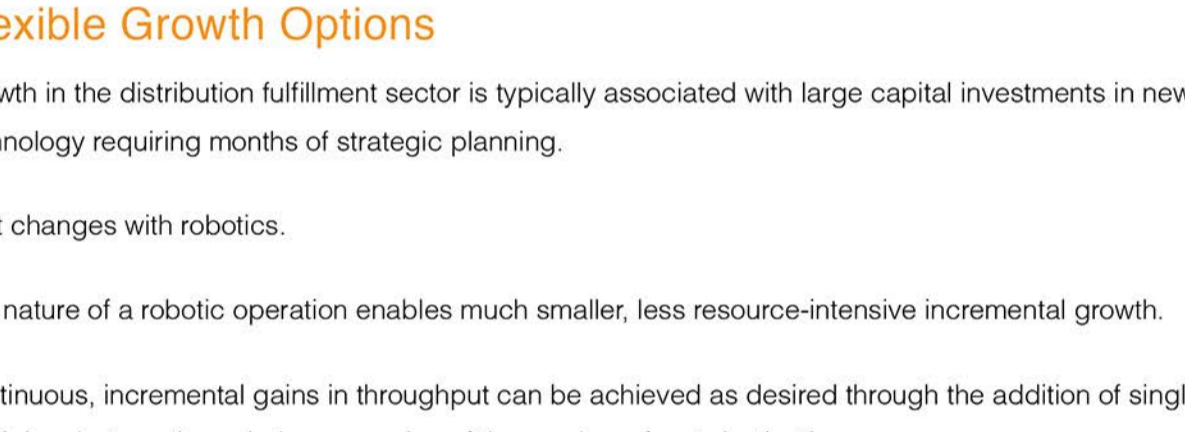 exible Growth Options
wth in the distribution fulfillment sector is typically associated with large capital investments in new
nology requiring months of strategic planning.
changes with robotics.
nature of a robotic operation enables much smaller, less resource-intensive incremental growth.
tinuous, incremental gains in throughput can be achieved as desired through the addition of singl